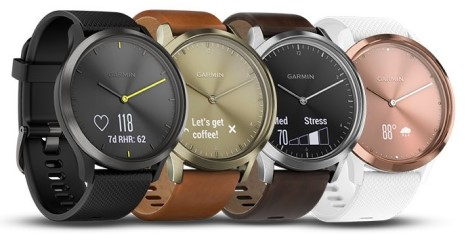 GARMIN
118
7d RHR: 62
GARMIN
Let's get
coffee!
GARMIN
Med Stress
70
GARMIN
88°